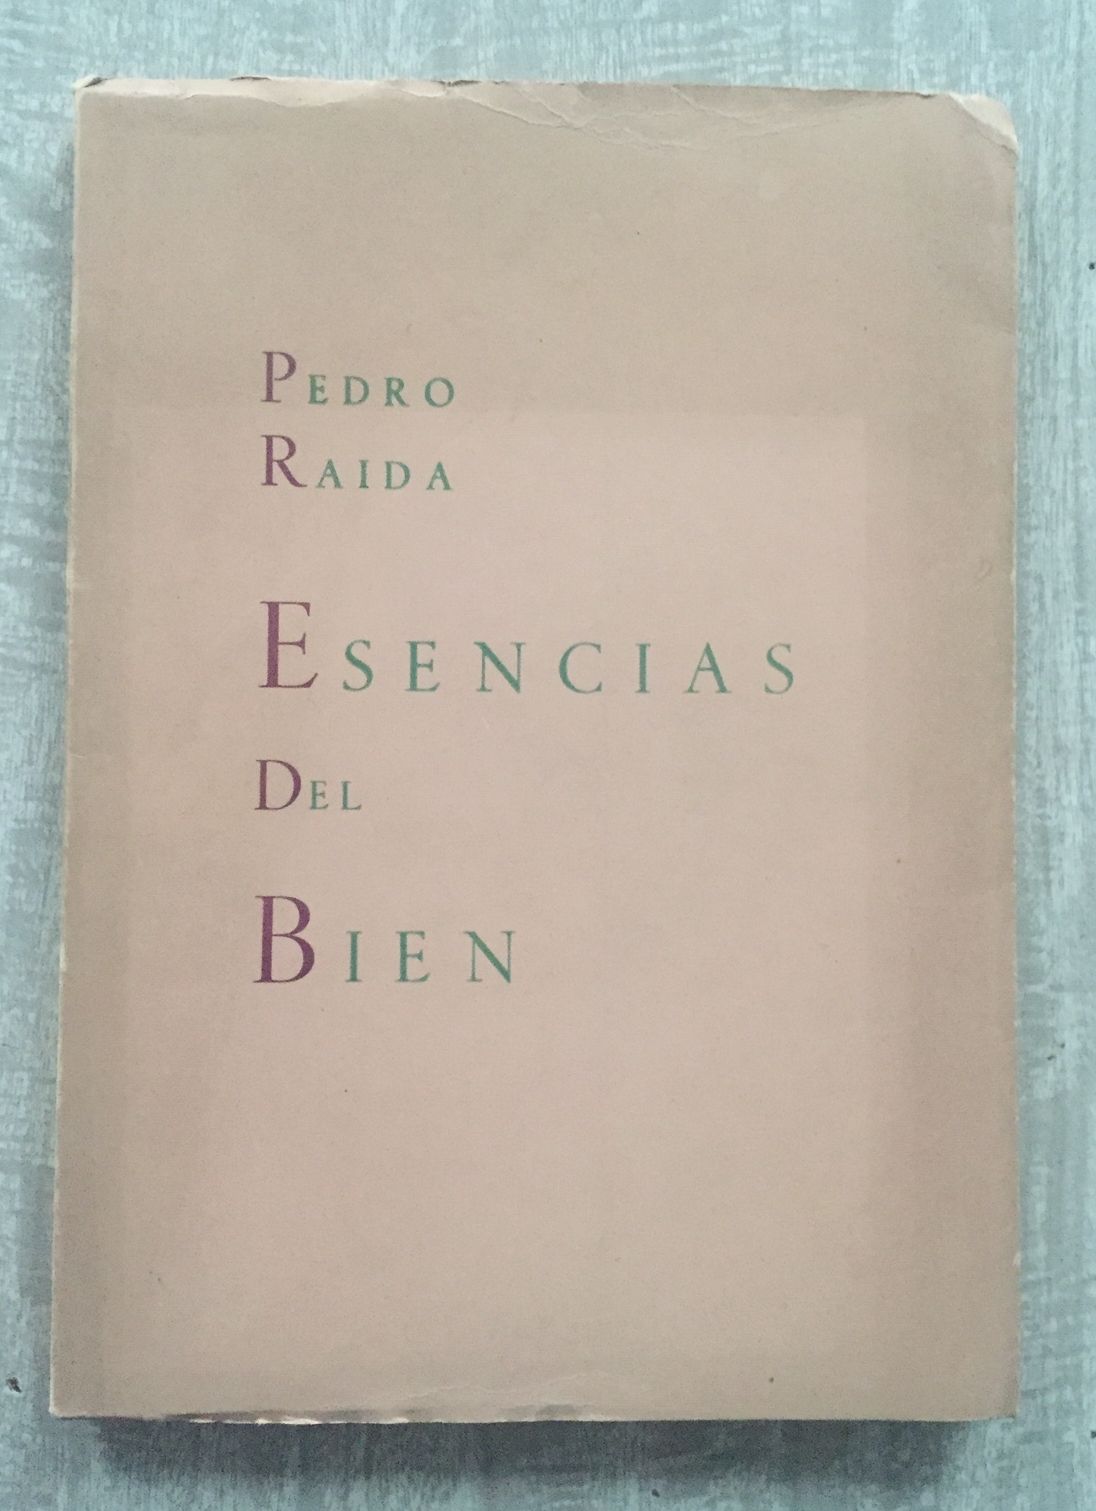 PEDRO
RAIDA
ESENCIAS
DEL
BIEN